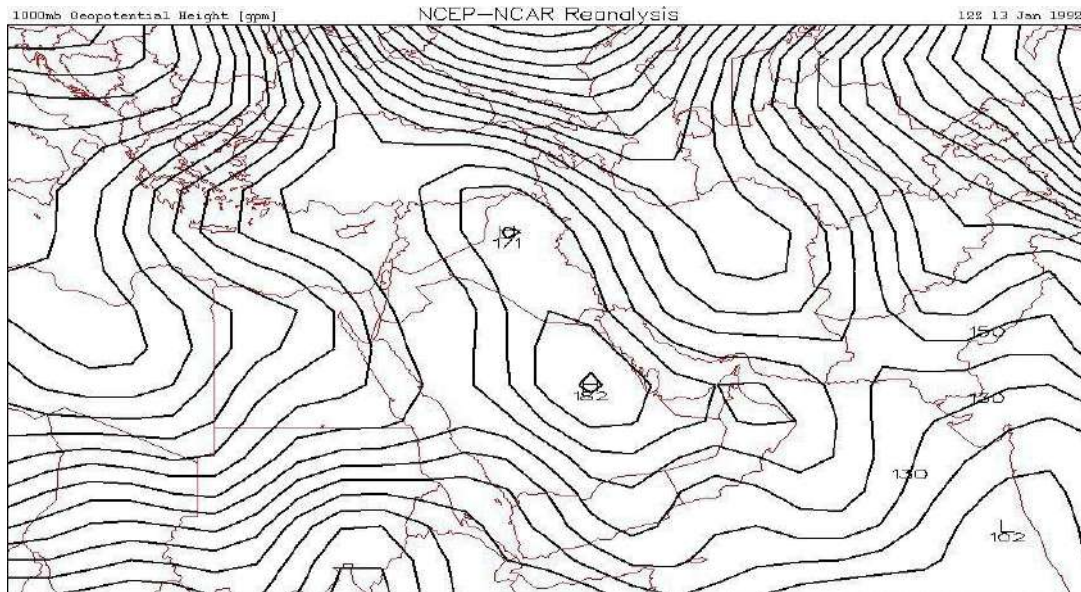 1000mb Geopotential Height [gpm] NCEP-NCAR Reanalysis 12Z 13 Jan 1992
H
171
150
H
182
130
130
L
102